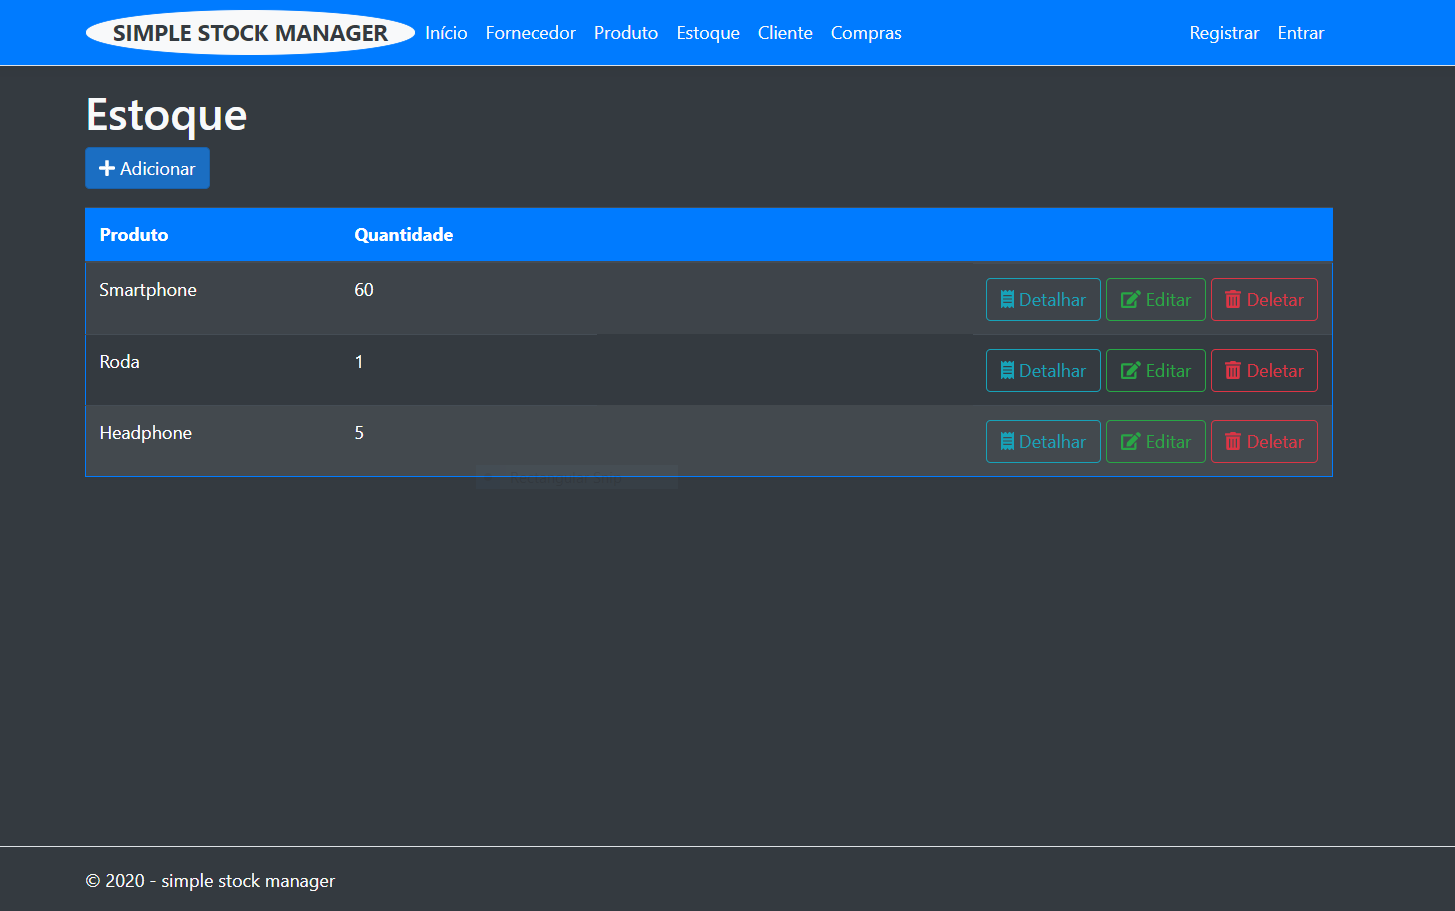 SIMPLE STOCK MANAGER Início Fornecedor Produto Estoque Cliente Compras Registrar Entrar
Estoque
Adicionar
Produto Quantidade
Smartphone 60 Detalhar Editar Deletar
Roda 1 Detalhar Editar Deletar
Headphone 5 Detalhar Editar Deletar
© 2020 - simple stock manager